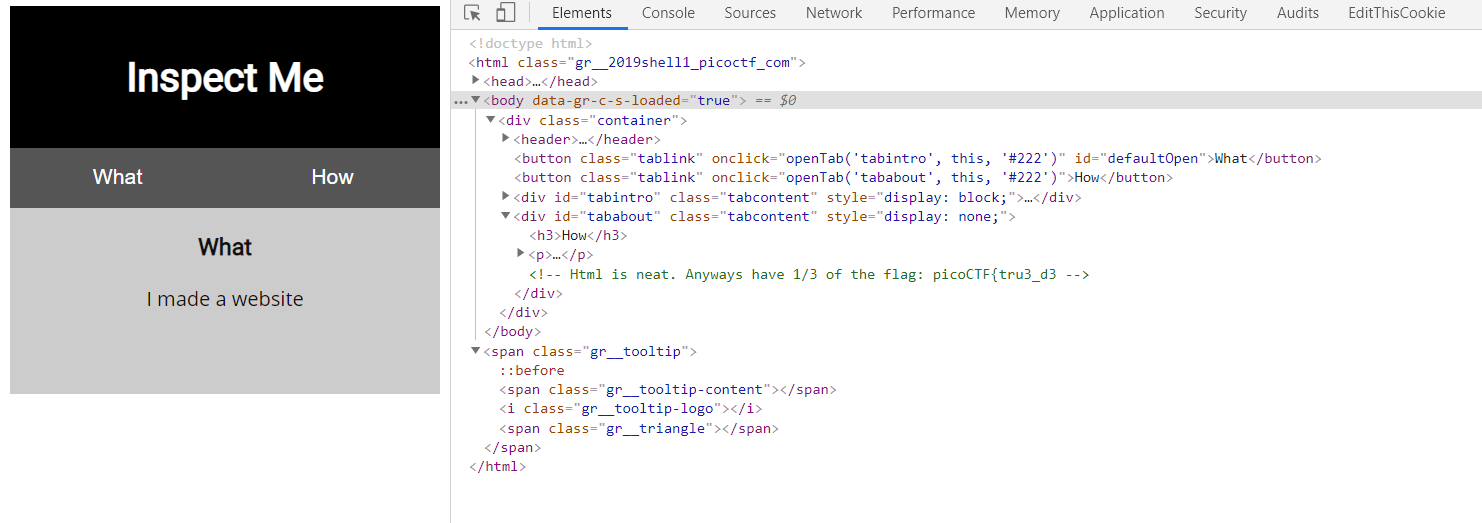 Inspect Me
What How
What
I made a website
Elements Console Sources Network Performance Memory Application Security Audits EditThisCookie
<!doctype html>
<html class="gr__2019shell1_picoctf_com">
<head>…</head>
<body data-gr-c-s-loaded="true"> == $0
<div class="container">
<header>…</header>
<button class="tablink" onclick="openTab('tabintro', this, '#222')" id="defaultOpen">What</button>
<button class="tablink" onclick="openTab('tababout', this, '#222')">How</button>
<div id="tabintro" class="tabcontent" style="display: block;">…</div>
<div id="tababout" class="tabcontent" style="display: none;">
<h3>How</h3>
<p>…</p>
<!-- Html is neat. Anyways have 1/3 of the flag: picoCTF{tru3_d3 -->
</div>
</div>
</body>
<span class="gr__tooltip">
::before
<span class="gr__tooltip-content"></span>
<i class="gr__tooltip-logo"></i>
<span class="gr__triangle"></span>
</span>
</html>